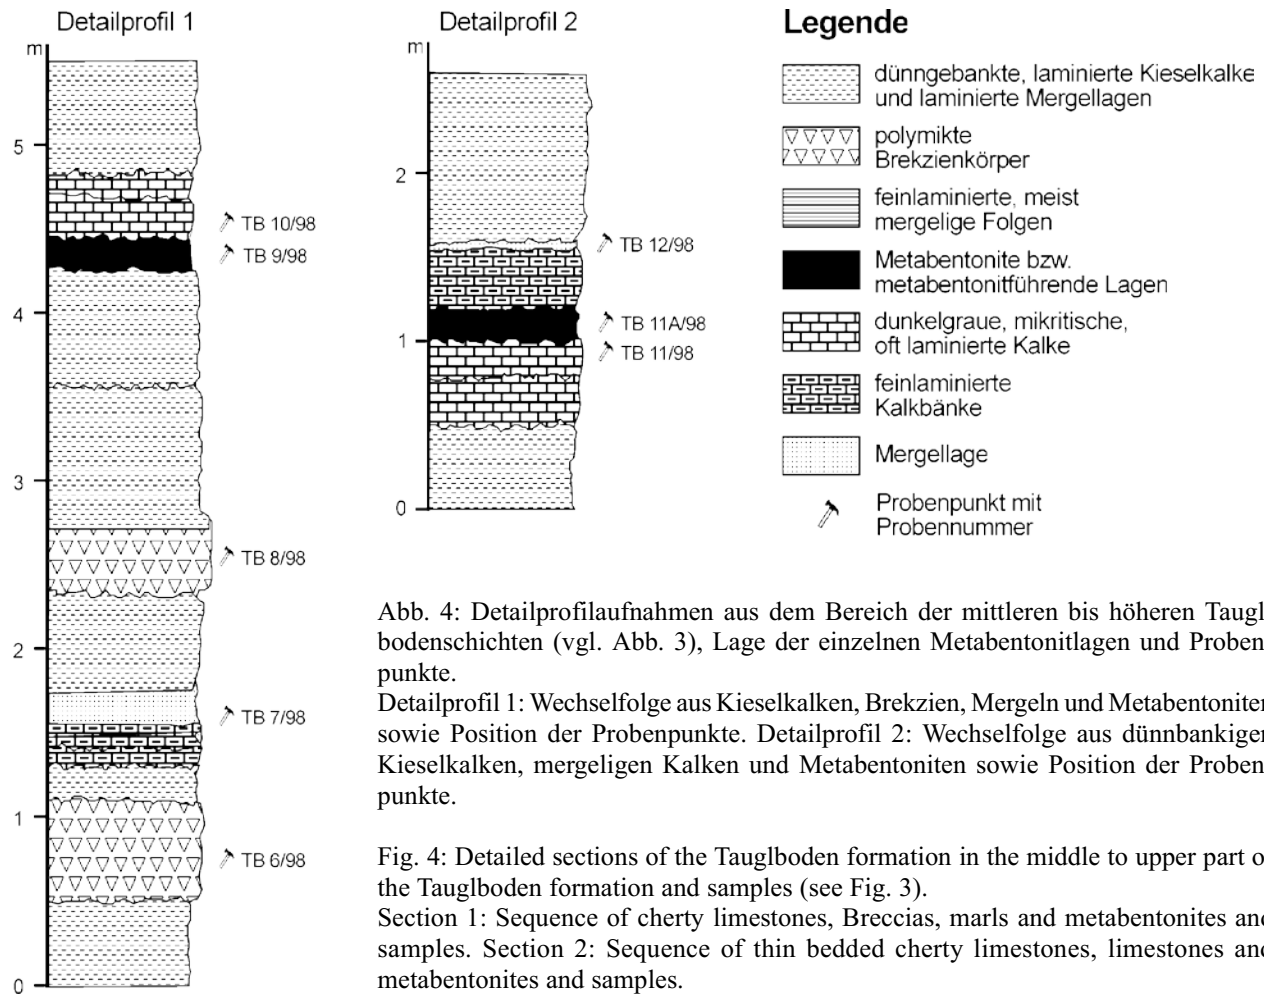 Detailprofil 1
m
5
4
3
2
1
0
TB 10/98
TB 9/98
TB 8/98
TB 7/98
TB 6/98
Detailprofil 2
m
2
1
0
TB 12/98
TB 11A/98
TB 11/98
Legende
dünngebankte, laminierte Kieselkalke
und laminierte Mergellagen
polymikte
Brekzienkörper
feinlaminierte, meist
mergelige Folgen
Metabentonite bzw.
metabentonitführende Lagen
dunkelgraue, mikritische,
oft laminierte Kalke
feinlaminierte
Kalkbänke
Mergellage
Probenpunkt mit
Probennummer
Abb. 4: Detailprofilaufnahmen aus dem Bereich der mittleren bis höheren Taugl
bodenschichten (vgl. Abb. 3), Lage der einzelnen Metabentonitlagen und Proben
punkte.
Detailprofil 1: Wechselfolge aus Kieselkalken, Brekzien, Mergeln und Metabentoniten
sowie Position der Probenpunkte. Detailprofil 2: Wechselfolge aus dünnbankigen
Kieselkalken, mergeligen Kalken und Metabentoniten sowie Position der Proben
punkte.
Fig. 4: Detailed sections of the Tauglboden formation in the middle to upper part o
the Tauglboden formation and samples (see Fig. 3).
Section 1: Sequence of cherty limestones, Breccias, marls and metabentonites and
samples. Section 2: Sequence of thin bedded cherty limestones, limestones and
metabentonites and samples.